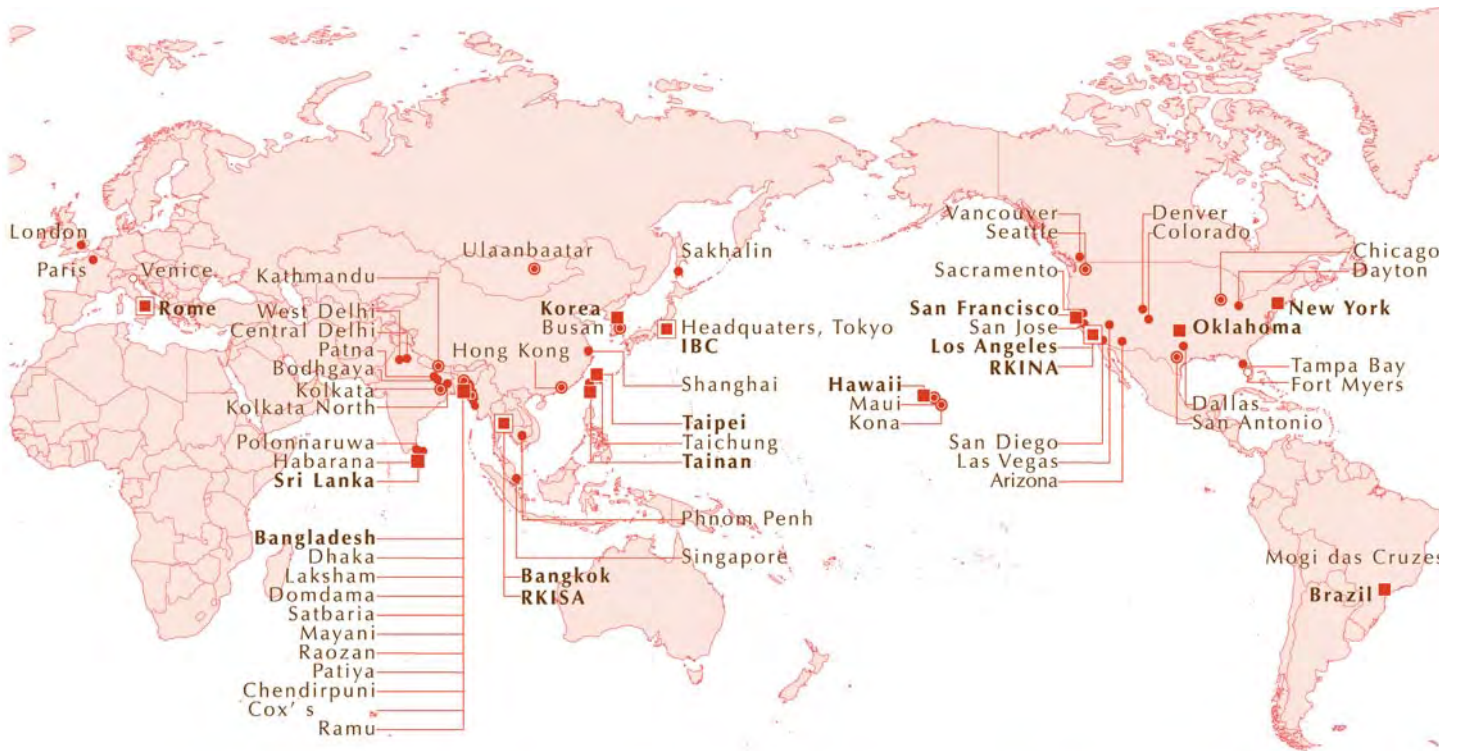 London
Paris
Venice
Rome
Kathmandu
West Delhi
Central Delhi
Patna
Bodhgaya
Kolkata
Kolkata North
Polonnaruwa
Habarana
Sri Lanka
Bangladesh
Dhaka
Laksham
Domdama
Satbaria
Mayani
Raozan
Patiya
Chendirpuni
Cox' s
Ramu
Ulaanbaatar
Hong Kong
Korea
Busan
Sakhalin
Headquaters, Tokyo
IBC
Shanghai
Taipei
Taichung
Tainan
Phnom Penh
Singapore
Bangkok
RKISA
Hawaii
Maui
Kona
Vancouver
Seattle
Sacramento
San Francisco
San Jose
Los Angeles
RKINA
San Diego
Las Vegas
Arizona
Denver
Colorado
Chicago
Dayton
New York
Oklahoma
Tampa Bay
Fort Myers
Dallas
San Antonio
Mogi das Cruzes
Brazil